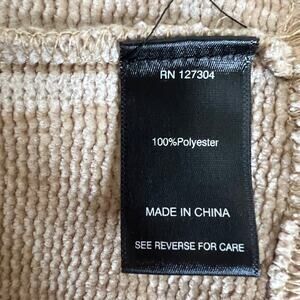 RN 127304
100%Polyester
MADE IN CHINA
SEE REVERSE FOR CARE